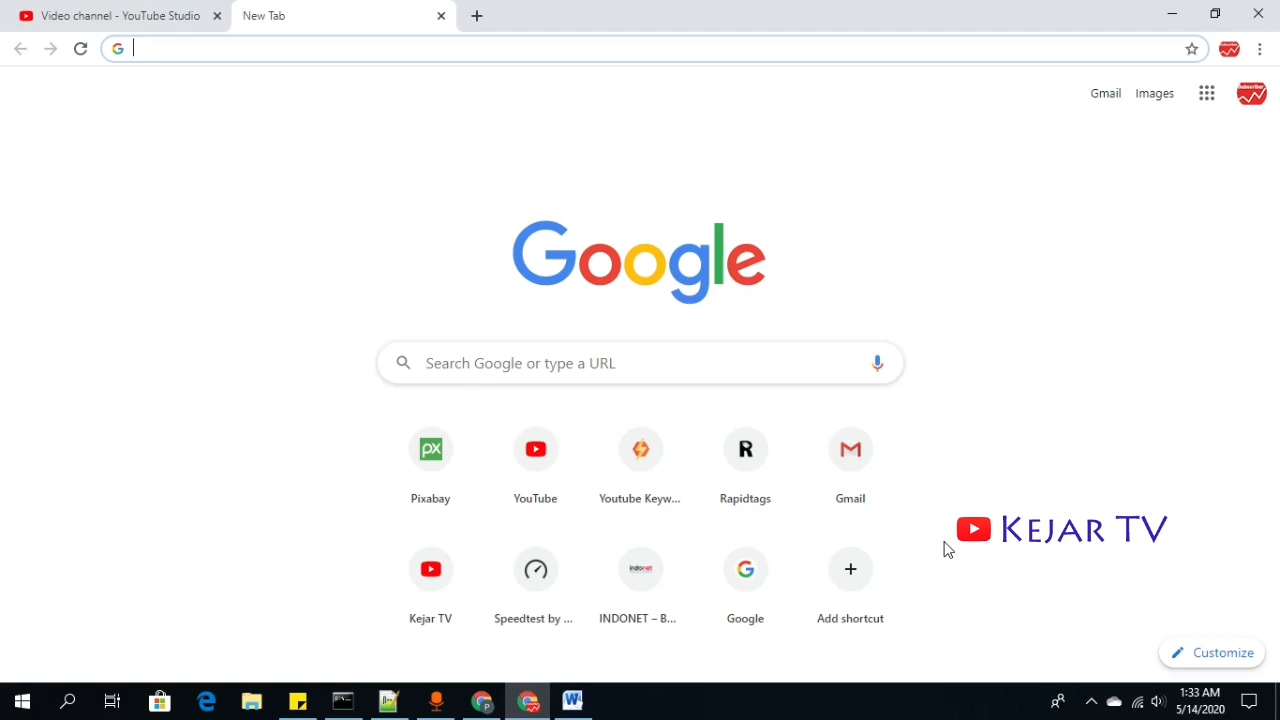 Video channel - YouTube Studio
New Tab
Gmail
Images
Subscriber
Google
Search Google or type a URL
Pixabay
YouTube
Youtube Keyw...
Rapidtags
Gmail
KEJAR TV
Kejar TV
Speedtest by ...
INDONET – B...
Google
Add shortcut
Customize
1:33 AM
5/14/2020